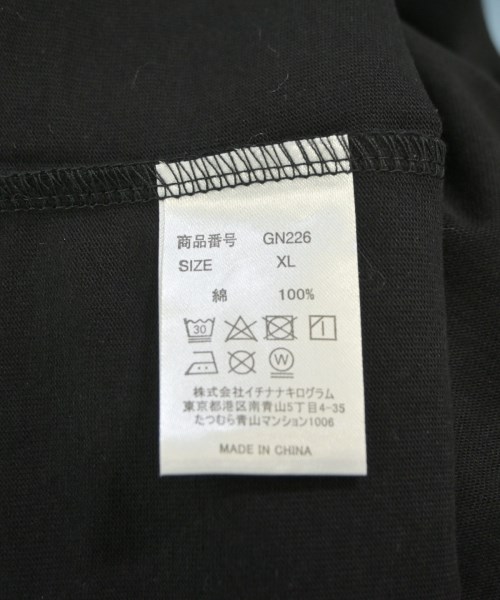 商品番号 GN226
SIZE XL
綿 100%
30
W
株式会社イチナナキログラム
東京都港区南青山5丁目4-35
たつむら青山マンション1006
MADE IN CHINA